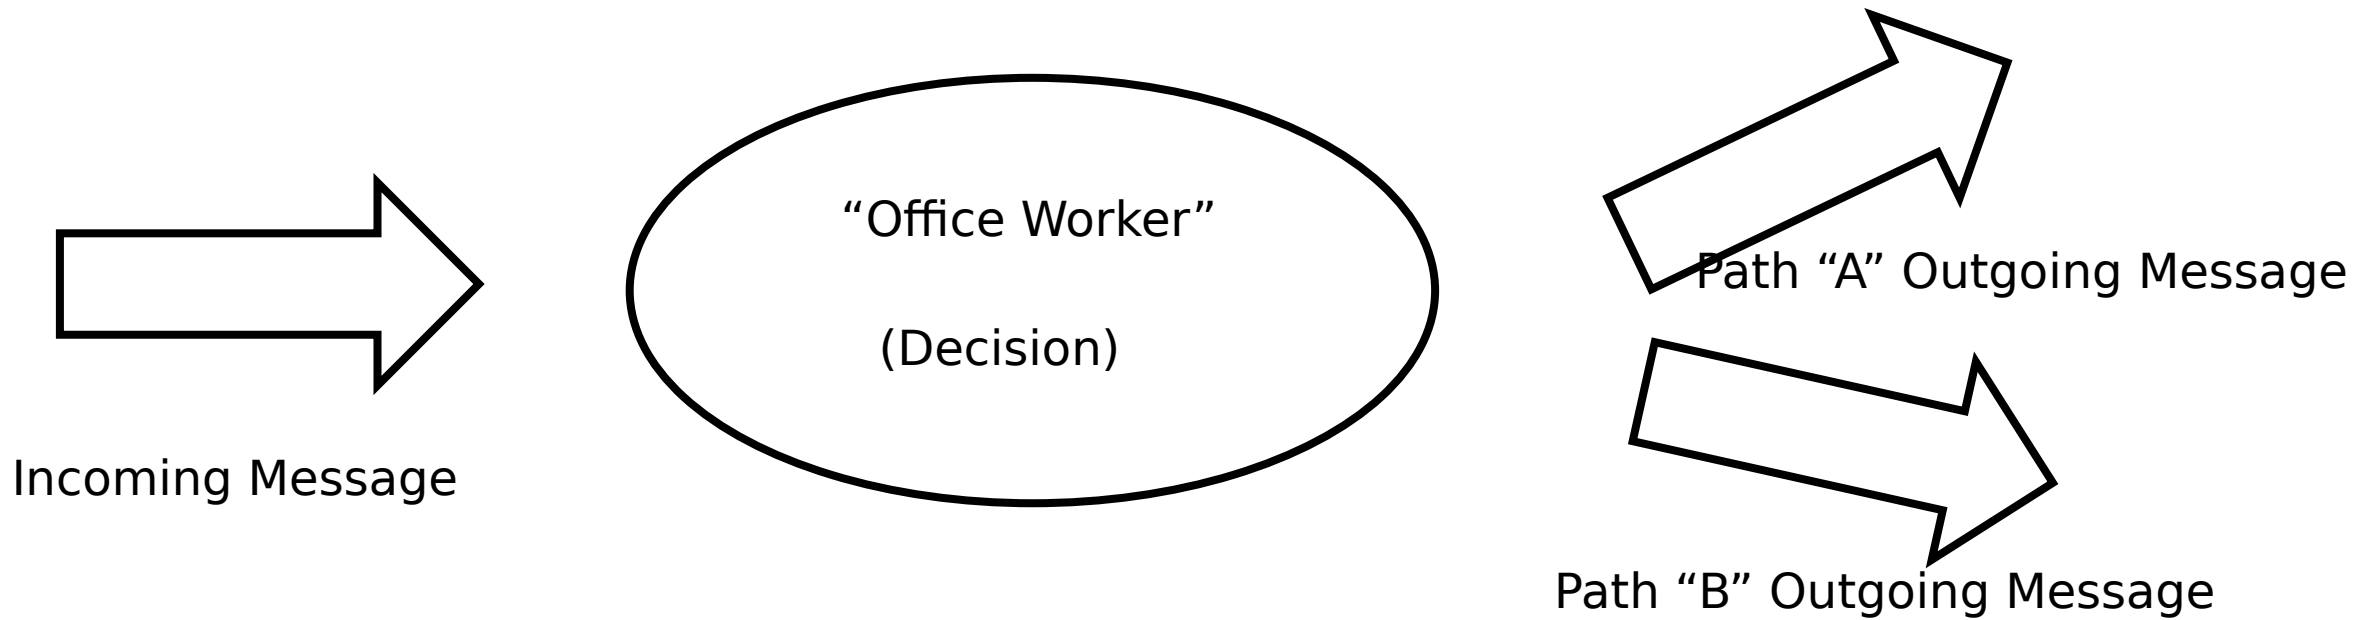 “Office Worker”
(Decision)
Path “A” Outgoing Message
Incoming Message
Path “B” Outgoing Message